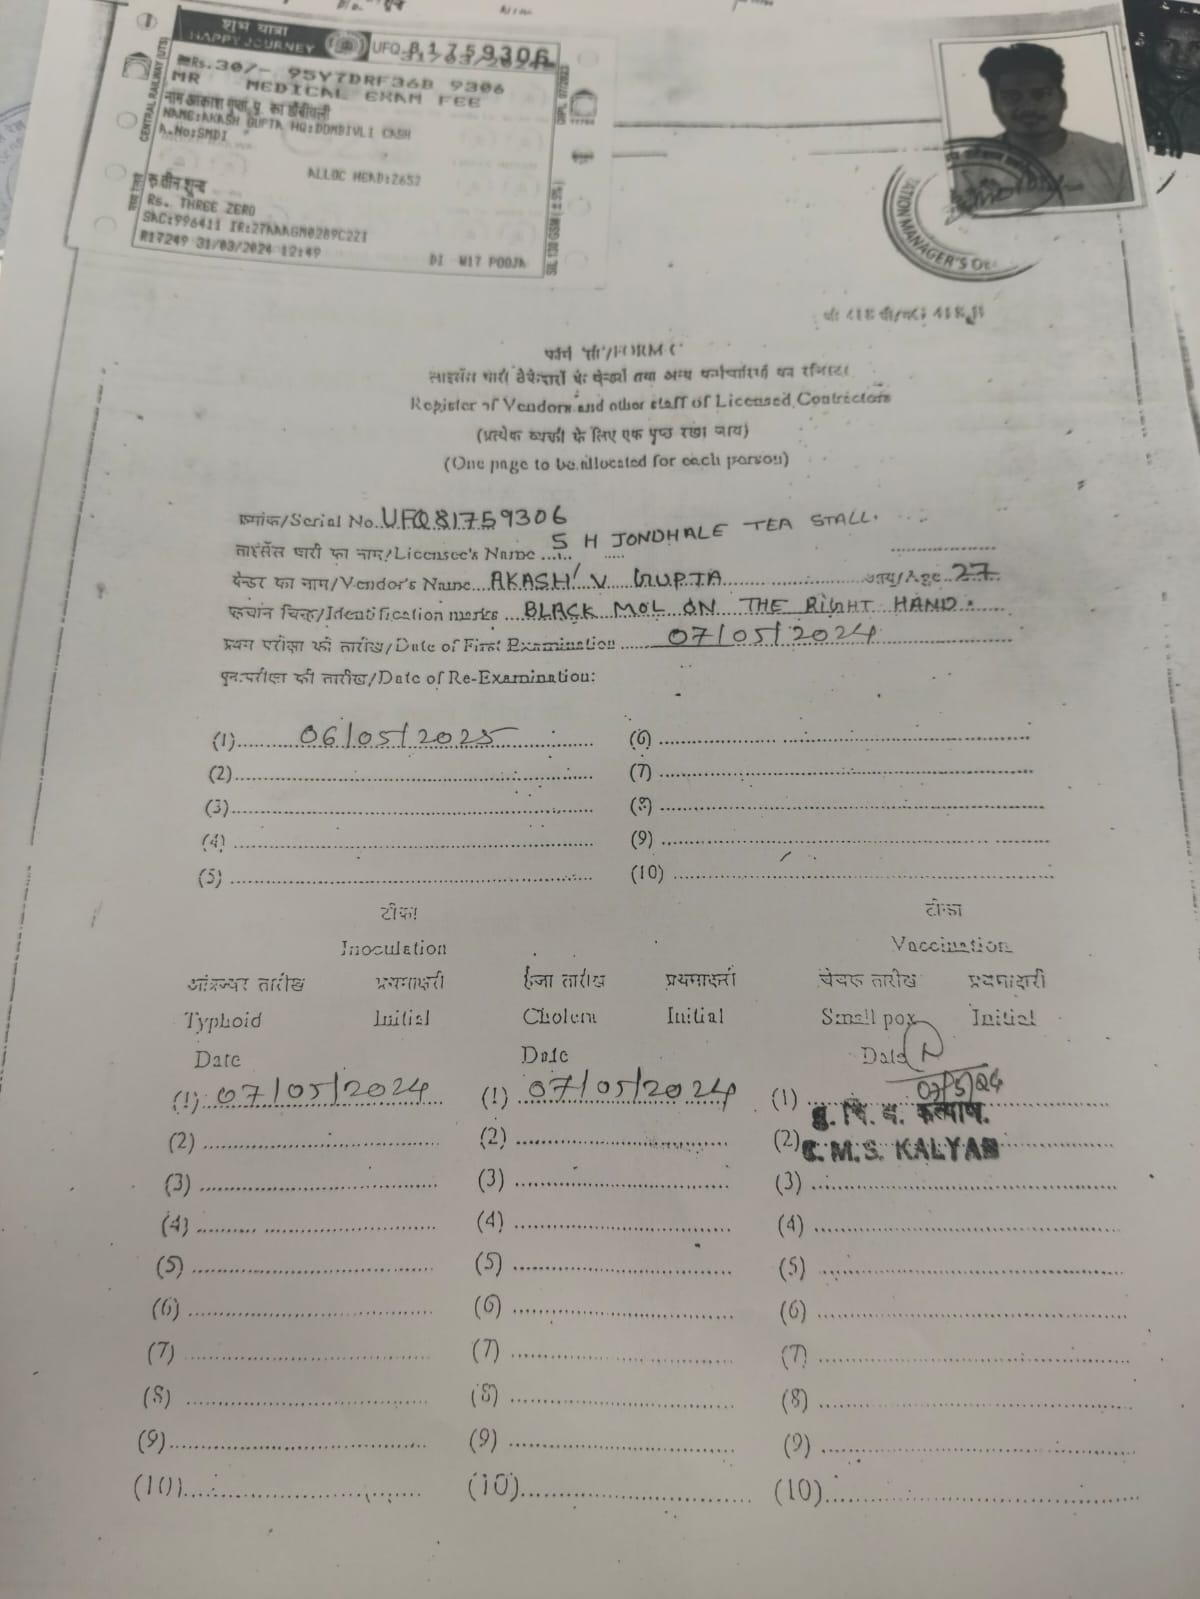 शुभ यात्रा
HAPPY JOURNEY
UFQ 81759306
31/03/2024
Rs.30/- 95Y7DRF36B 9306
MR MEDICAL EXAM FEE
नाम आकाश गुप्ता मु. का डोंबीवली
NAME:AKASH GUPTA HQ:DOMBIVLI CASH
A.No:SMDI
ALLOC HEAD:2652
रु तीन शून्य
Rs. THREE ZERO
SAC:996411 IR:27AAAGM0289C2ZI
R17249 31/03/2024 12:49
DI W17 POOJA
CENTRAL RAILWAY (UTS)
मध्य रेलवे
STATION MANAGER'S
फार्म 'सी'/FORM C
लाइसेंस धारी ठेकेदारों के वेन्डरों तथा अन्य कर्मचारियों का रजिस्टर
Register of Vendors and other staff of Licensed Contractors
(प्रत्येक व्यक्ती के लिए एक पृष्ठ रखा जाय)
(One page to be allocated for each person)
क्रमांक/Serial No. UFQ81759306
लाइसेंस धारी का नाम/Licensee's Name S H JONDHALE TEA STALL.
वेन्डर का नाम/Vendor's Name AKASH V GUPTA आयु/Age 27
पहचान चिन्ह/Identification marks BLACK MOL ON THE RIGHT HAND.
प्रथम परीक्षा की तारीख/Date of First Examination 07/05/2024
पुनःपरीक्षा की तारीख/Date of Re-Examination:
(1) 06/05/2025 (6)
(2) (7)
(3) (8)
(4) (9)
(5) (10)
टीका टीका
Inoculation Vaccination
आंत्रज्वर तारीख प्रथमाक्षरी हैजा तारीख प्रथमाक्षरी चेचक तारीख प्रथमाक्षरी
Typhoid Initial Cholera Initial Small pox Initial
Date Date Date
(1) 07/05/2024 (1) 07/05/2024 (1) 07/5/24
(2) (2) (2) C.M.S. KALYAN
(3) (3) (3)
(4) (4) (4)
(5) (5) (5)
(6) (6) (6)
(7) (7) (7)
(8) (8) (8)
(9) (9) (9)
(10) (10) (10)